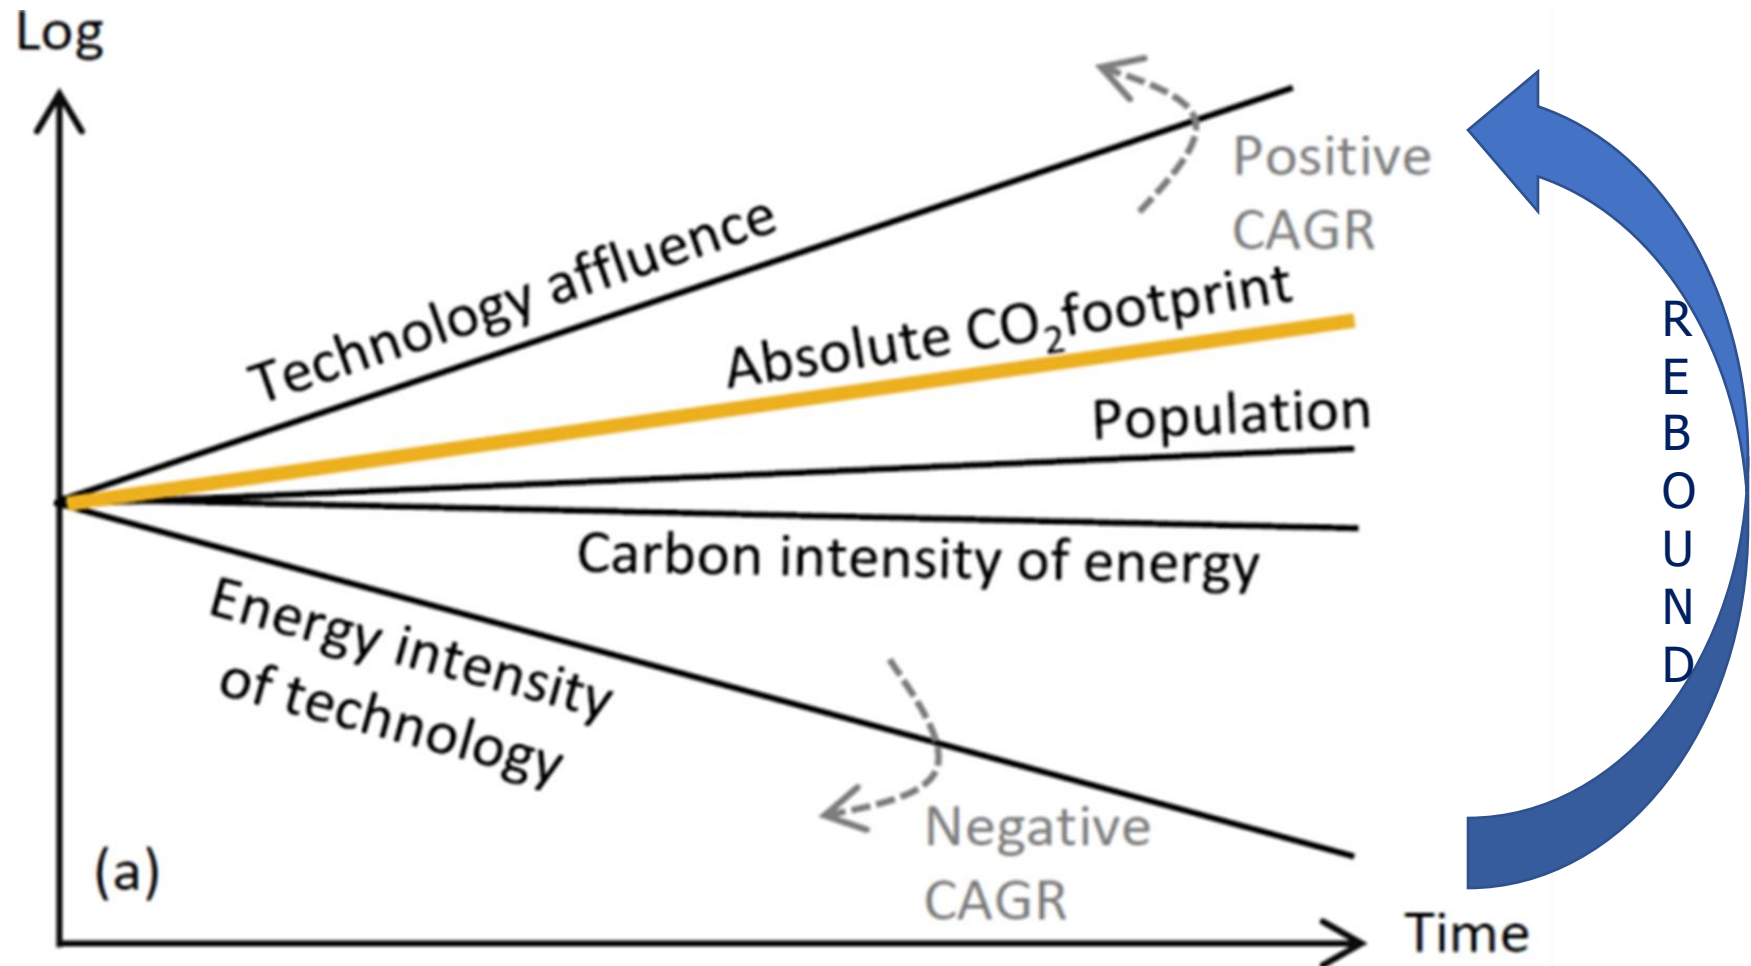 Log
Positive
CAGR
Technology affluence
Absolute CO₂footprint
Population
Carbon intensity of energy
Energy intensity
of technology
Negative
CAGR
(a)
Time
REBOUND